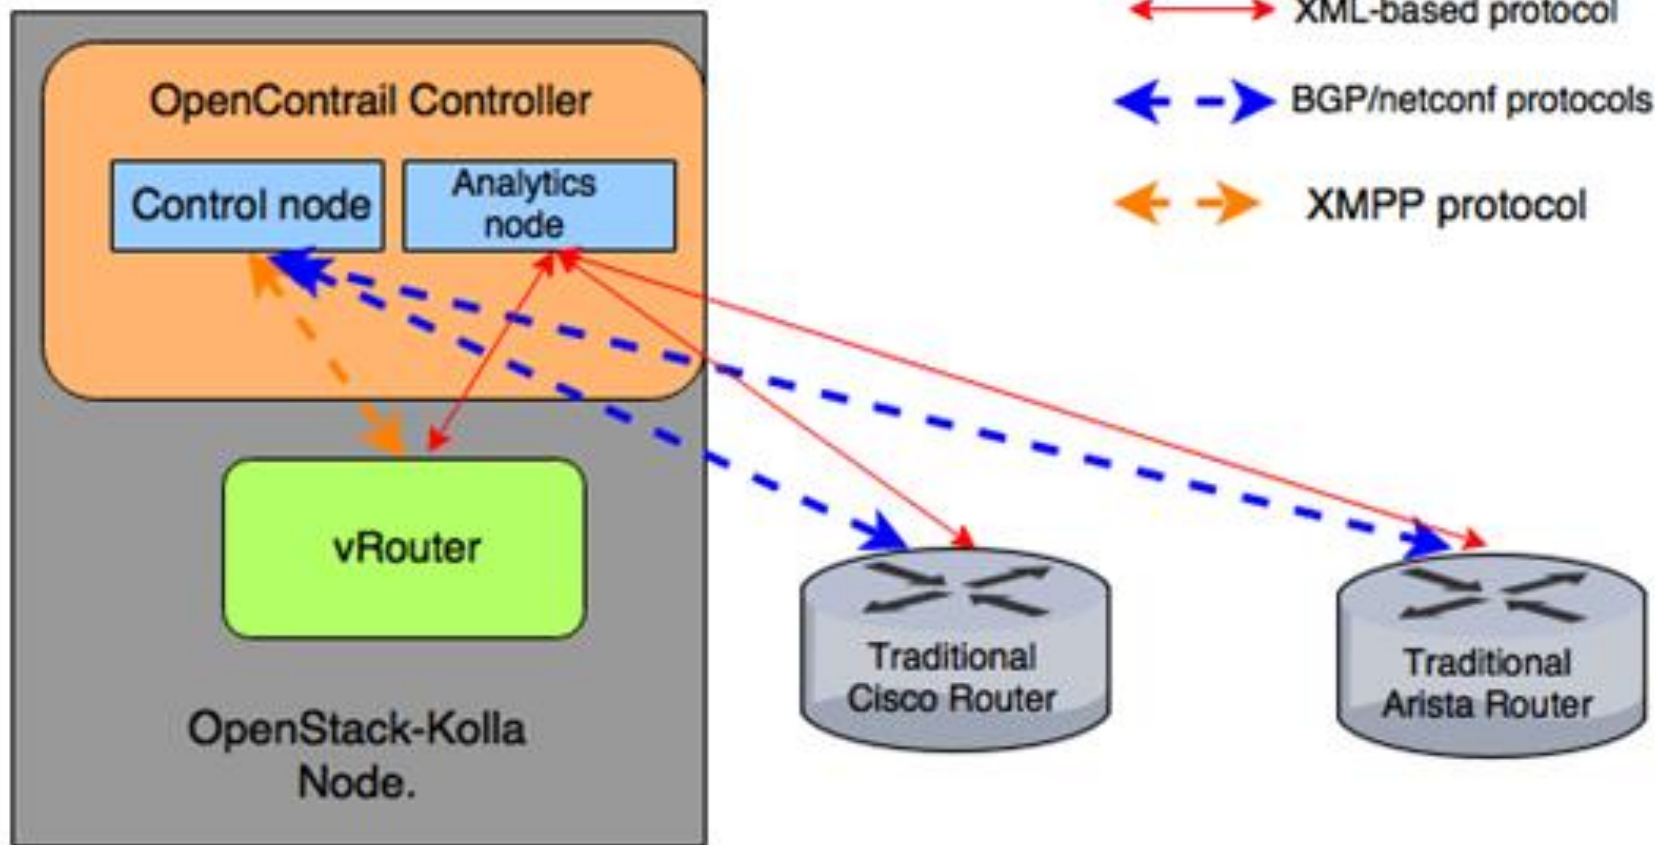 XML-based protocol
OpenContrail Controller
BGP/netconf protocols
Control node
Analytics
node
XMPP protocol
vRouter
Traditional
Cisco Router
Traditional
Arista Router
OpenStack-Kolla
Node.